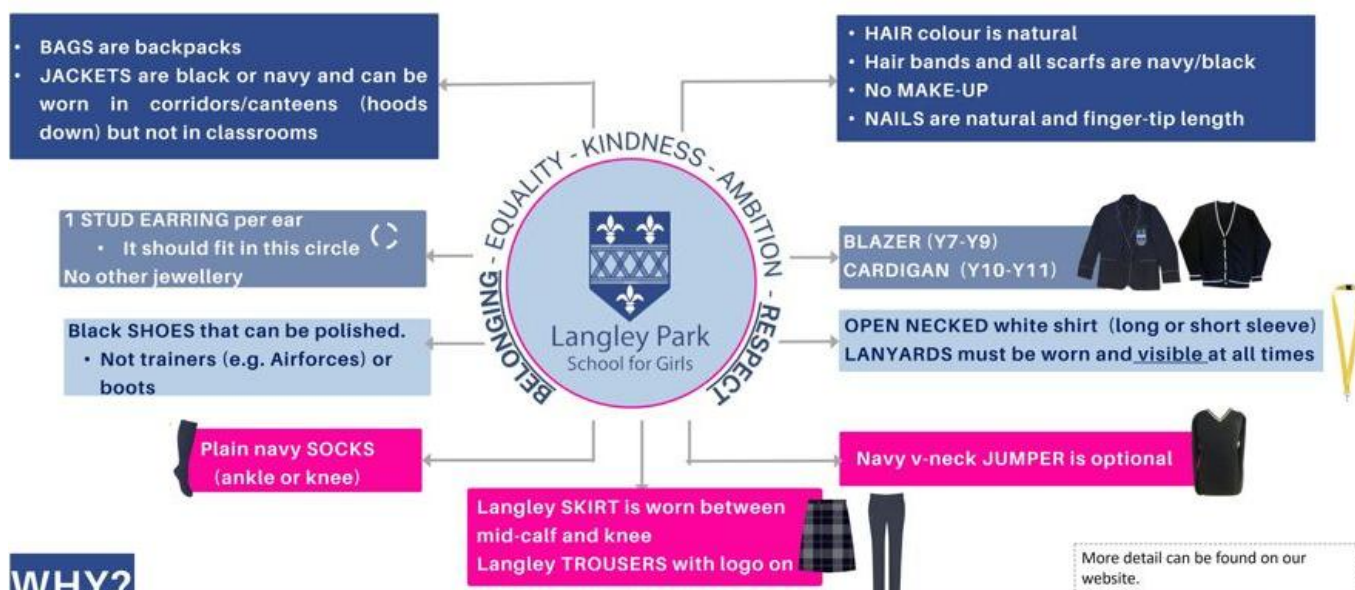 • BAGS are backpacks
• JACKETS are black or navy and can be
worn in corridors/canteens (hoods
down) but not in classrooms
• HAIR colour is natural
• Hair bands and all scarfs are navy/black
• No MAKE-UP
• NAILS are natural and finger-tip length
BELONGING - EQUALITY - KINDNESS - AMBITION - RESPECT
Langley Park
School for Girls
1 STUD EARRING per ear
• It should fit in this circle
No other jewellery
BLAZER (Y7-Y9)
CARDIGAN (Y10-Y11)
Black SHOES that can be polished.
• Not trainers (e.g. Airforces) or
boots
OPEN NECKED white shirt (long or short sleeve)
LANYARDS must be worn and visible at all times
Plain navy SOCKS
(ankle or knee)
Navy v-neck JUMPER is optional
Langley SKIRT is worn between
mid-calf and knee
Langley TROUSERS with logo on
WHY?
More detail can be found on our
website.